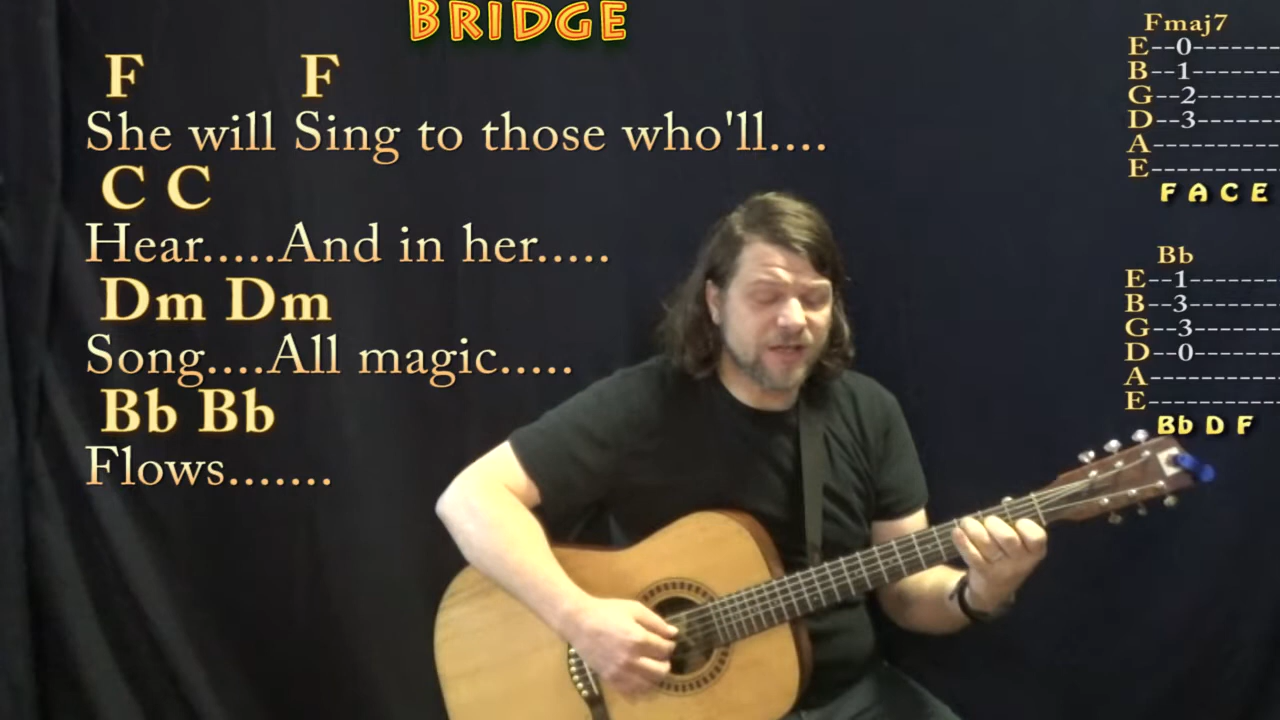 BRIDGE
F F
She will Sing to those who'll....
C C
Hear.....And in her.....
Dm Dm
Song....All magic.....
Bb Bb
Flows.......
Fmaj7
E--0-------
B--1-------
G--2-------
D--3-------
A----------
E----------
F A C E
Bb
E--1-------
B--3-------
G--3-------
D--0-------
A----------
E----------
Bb D F